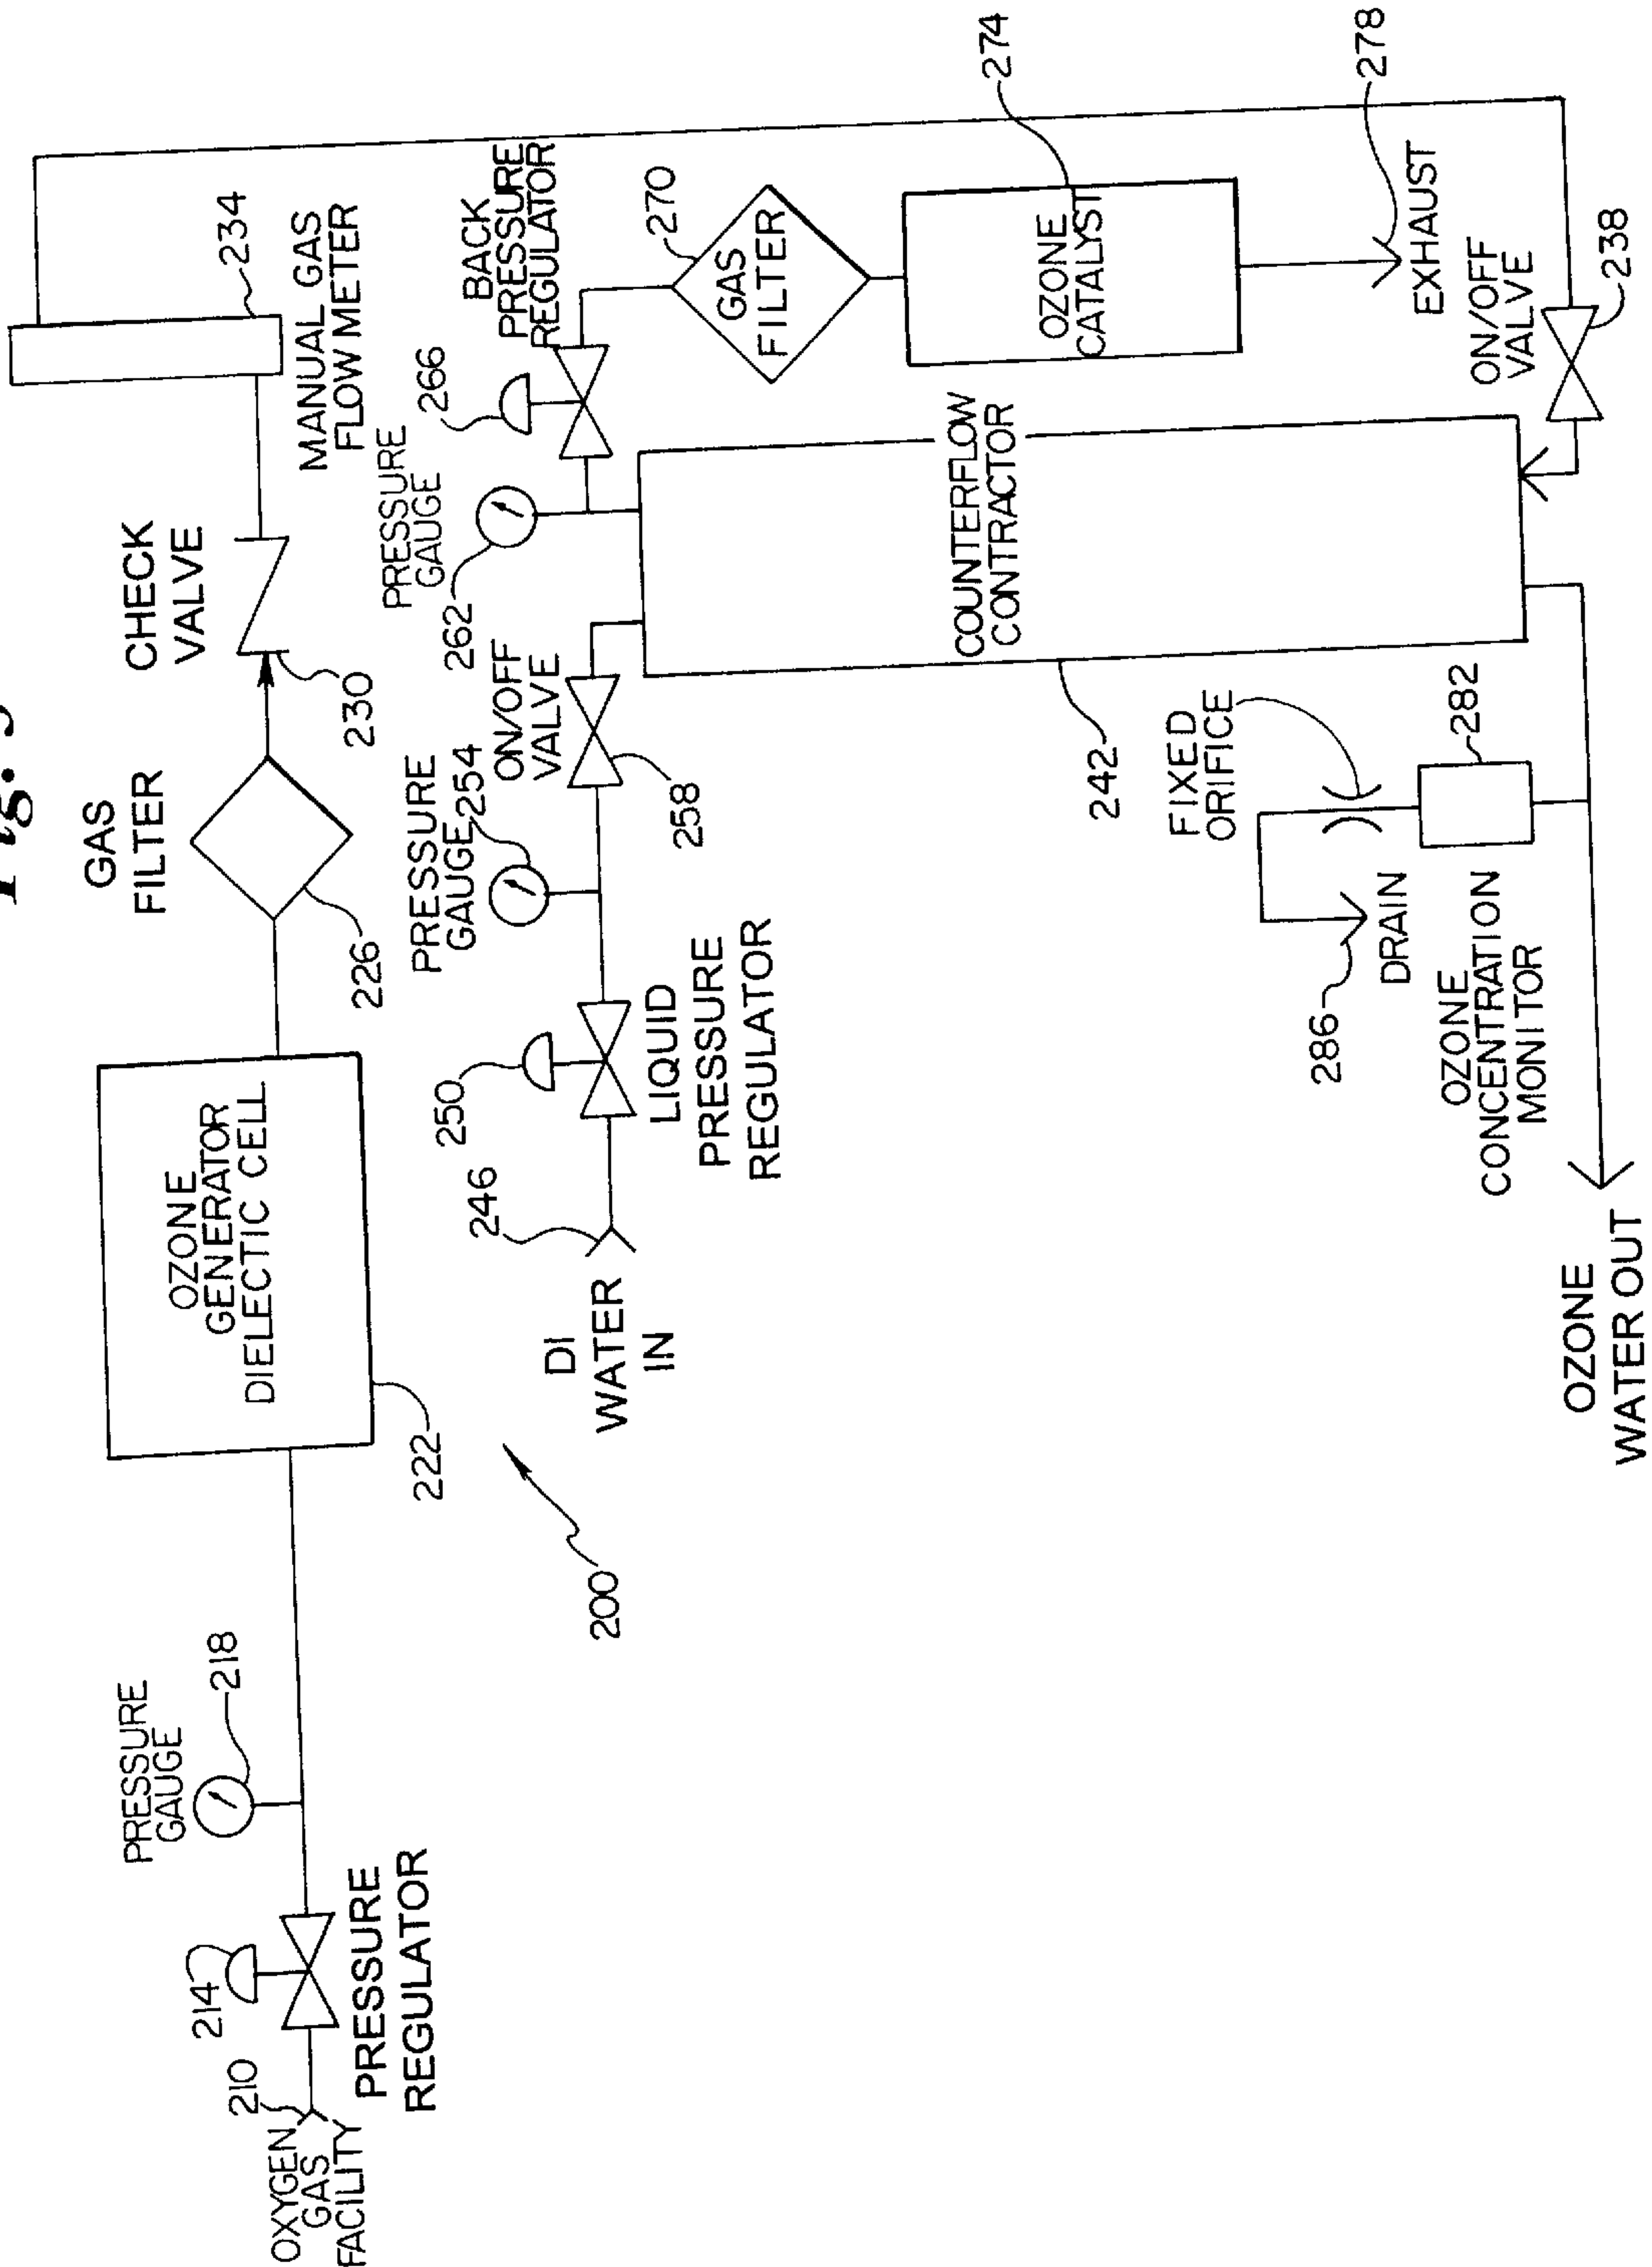 GAS
FILTER
CHECK
VALVE
234
MANUAL GAS
FLOW METER
230
226
OZONE
GENERATOR
DIELECTIC CELL
222
PRESSURE
GAUGE
218
214
210
OXYGEN
GAS
FACILITY
PRESSURE
REGULATOR
200
DI
WATER
IN
246
250
LIQUID
PRESSURE
REGULATOR
PRESSURE
GAUGE
254
ON/OFF
VALVE
258
PRESSURE
GAUGE
262
266
BACK
PRESSURE
REGULATOR
270
GAS
FILTER
OZONE
CATALYST
274
278
EXHAUST
ON/OFF
VALVE
238
COUNTERFLOW
CONTRACTOR
242
FIXED
ORIFICE
282
286
DRAIN
OZONE
CONCENTRATION
MONITOR
OZONE
WATER OUT